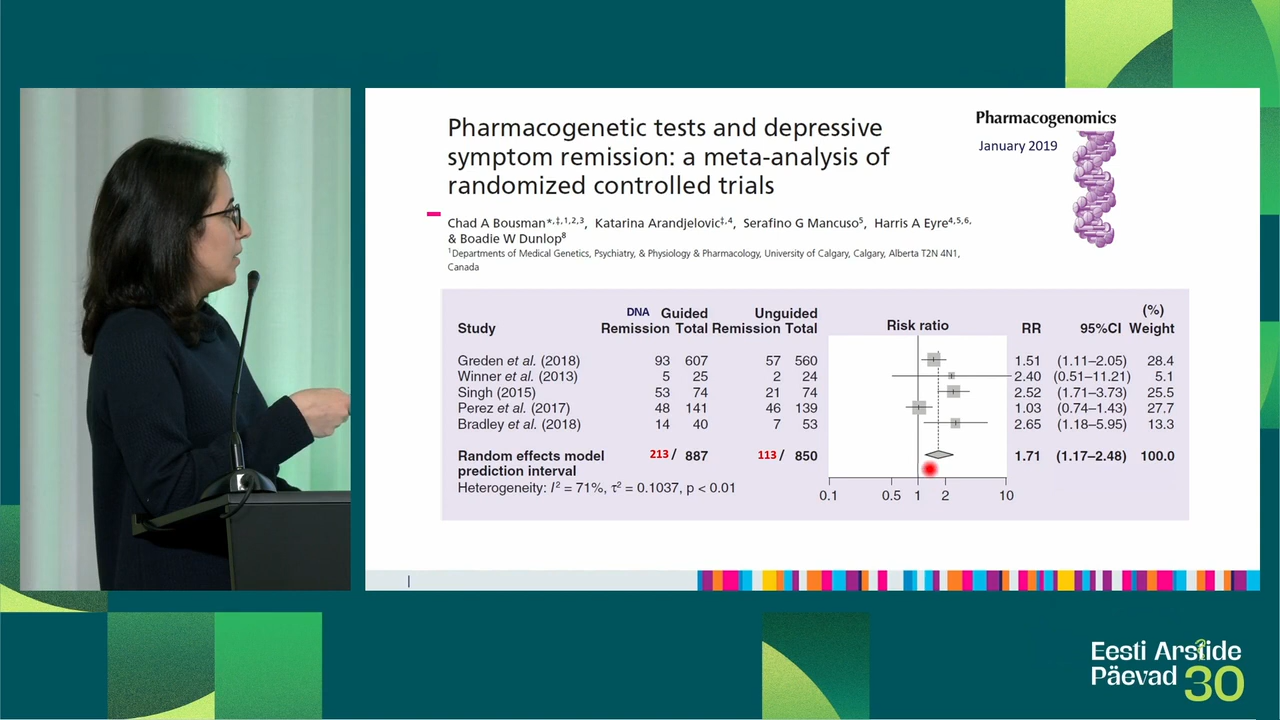 Pharmacogenetic tests and depressive
symptom remission: a meta-analysis of
randomized controlled trials
Pharmacogenomics
January 2019
Chad A Bousman*,‡,1,2,3, Katarina Arandjelovic‡,4, Serafino G Mancuso5, Harris A Eyre4,5,6,
& Boadie W Dunlop8
1Departments of Medical Genetics, Psychiatry, & Physiology & Pharmacology, University of Calgary, Calgary, Alberta T2N 4N1,
Canada
DNA Guided Unguided (%)
Study Remission Total Remission Total Risk ratio RR 95%CI Weight
Greden et al. (2018) 93 607 57 560 1.51 (1.11–2.05) 28.4
Winner et al. (2013) 5 25 2 24 2.40 (0.51–11.21) 5.1
Singh (2015) 53 74 21 74 2.52 (1.71–3.73) 25.5
Perez et al. (2017) 48 141 46 139 1.03 (0.74–1.43) 27.7
Bradley et al. (2018) 14 40 7 53 2.65 (1.18–5.95) 13.3
Random effects model 213 / 887 113 / 850 1.71 (1.17–2.48) 100.0
prediction interval
Heterogeneity: I² = 71%, τ² = 0.1037, p < 0.01
0.1 0.5 1 2 10
Eesti Arstide
Päevad 30